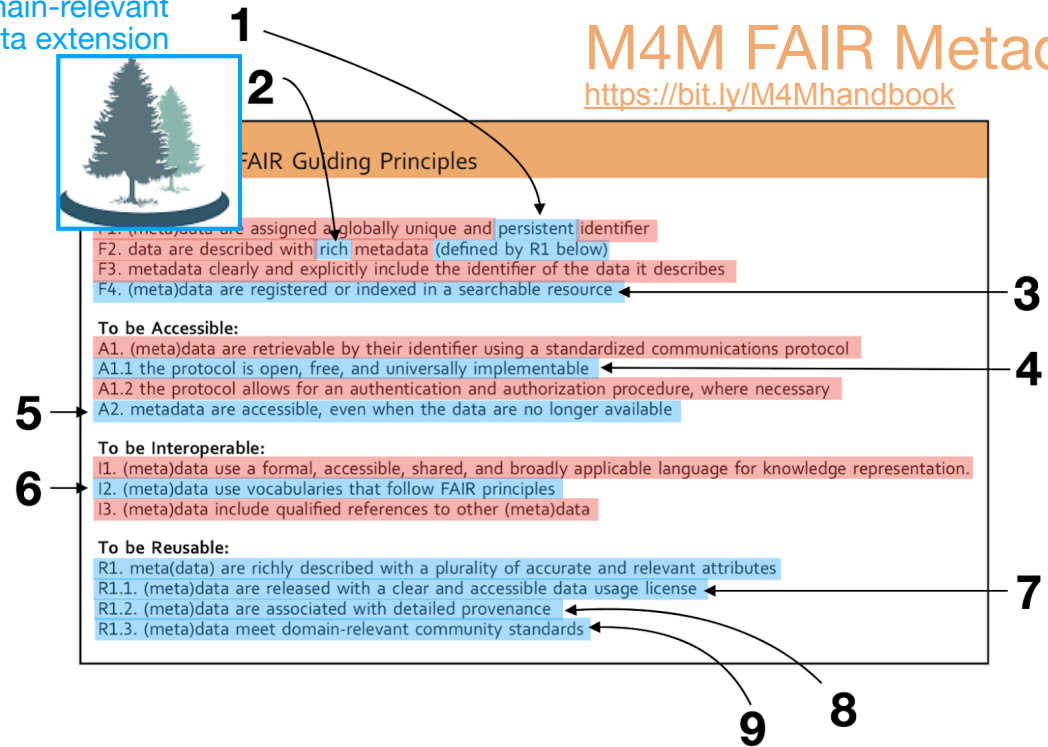 main-relevant
ta extension
M4M FAIR Metad
https://bit.ly/M4Mhandbook
1
2
FAIR Guiding Principles
F1. (meta)data are assigned a globally unique and persistent identifier
F2. data are described with rich metadata (defined by R1 below)
F3. metadata clearly and explicitly include the identifier of the data it describes
F4. (meta)data are registered or indexed in a searchable resource
3
To be Accessible:
A1. (meta)data are retrievable by their identifier using a standardized communications protocol
A1.1 the protocol is open, free, and universally implementable
4
A1.2 the protocol allows for an authentication and authorization procedure, where necessary
5
A2. metadata are accessible, even when the data are no longer available
To be Interoperable:
I1. (meta)data use a formal, accessible, shared, and broadly applicable language for knowledge representation.
6
I2. (meta)data use vocabularies that follow FAIR principles
I3. (meta)data include qualified references to other (meta)data
To be Reusable:
R1. meta(data) are richly described with a plurality of accurate and relevant attributes
R1.1. (meta)data are released with a clear and accessible data usage license
7
R1.2. (meta)data are associated with detailed provenance
R1.3. (meta)data meet domain-relevant community standards
8
9